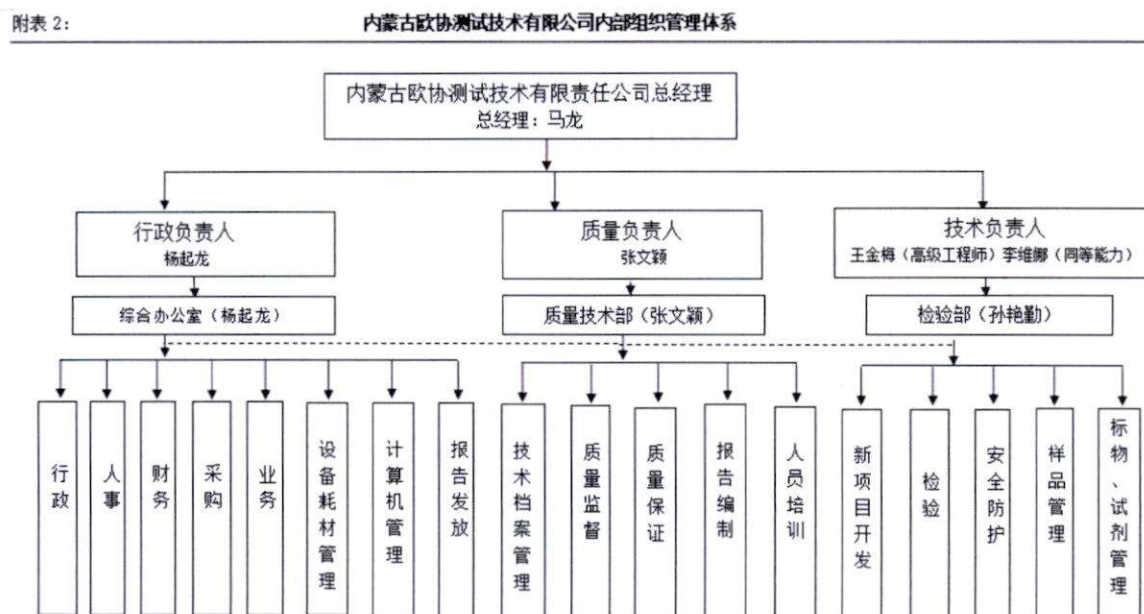 附表 2：
内蒙古欧协测试技术有限公司内部组织管理体系
内蒙古欧协测试技术有限责任公司总经理
总经理：马龙
行政负责人
杨起龙
质量负责人
张文颖
技术负责人
王金梅（高级工程师）李维娜（同等能力）
综合办公室（杨起龙）
质量技术部（张文颖）
检验部（孙艳勤）
行政
人事
财务
采购
业务
设备耗材管理
计算机管理
报告发放
技术档案管理
质量监督
质量保证
报告编制
人员培训
新项目开发
检验
安全防护
样品管理
标物、试剂管理